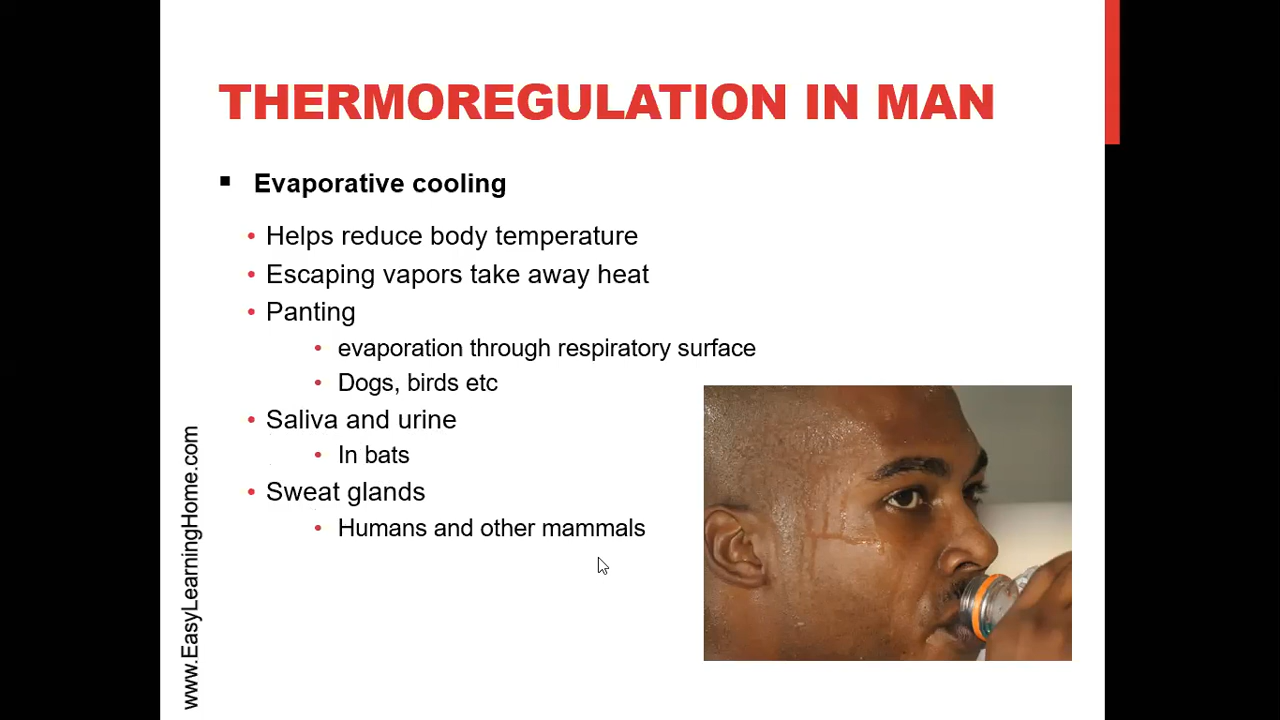 THERMOREGULATION IN MAN
Evaporative cooling
Helps reduce body temperature
Escaping vapors take away heat
Panting
evaporation through respiratory surface
Dogs, birds etc
Saliva and urine
In bats
Sweat glands
Humans and other mammals
www.EasyLearningHome.com